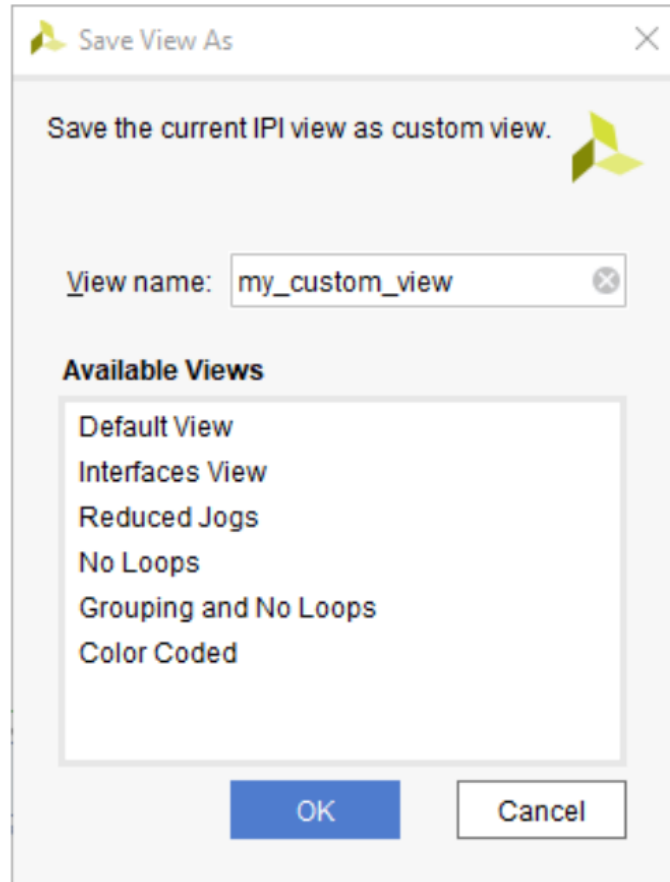 Save View As
Save the current IPI view as custom view.
View name: my_custom_view
Available Views
Default View
Interfaces View
Reduced Jogs
No Loops
Grouping and No Loops
Color Coded
OK Cancel